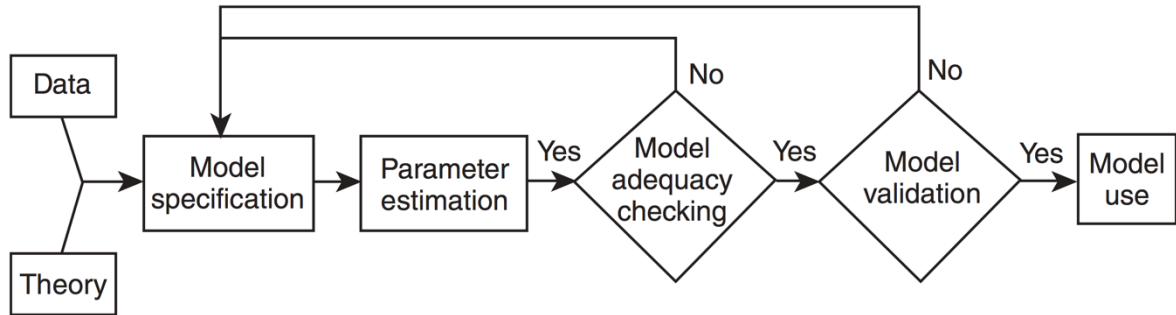 Data
Theory
Model
specification
Parameter
estimation
Yes
Model
adequacy
checking
No
Yes
Model
validation
No
Yes
Model
use